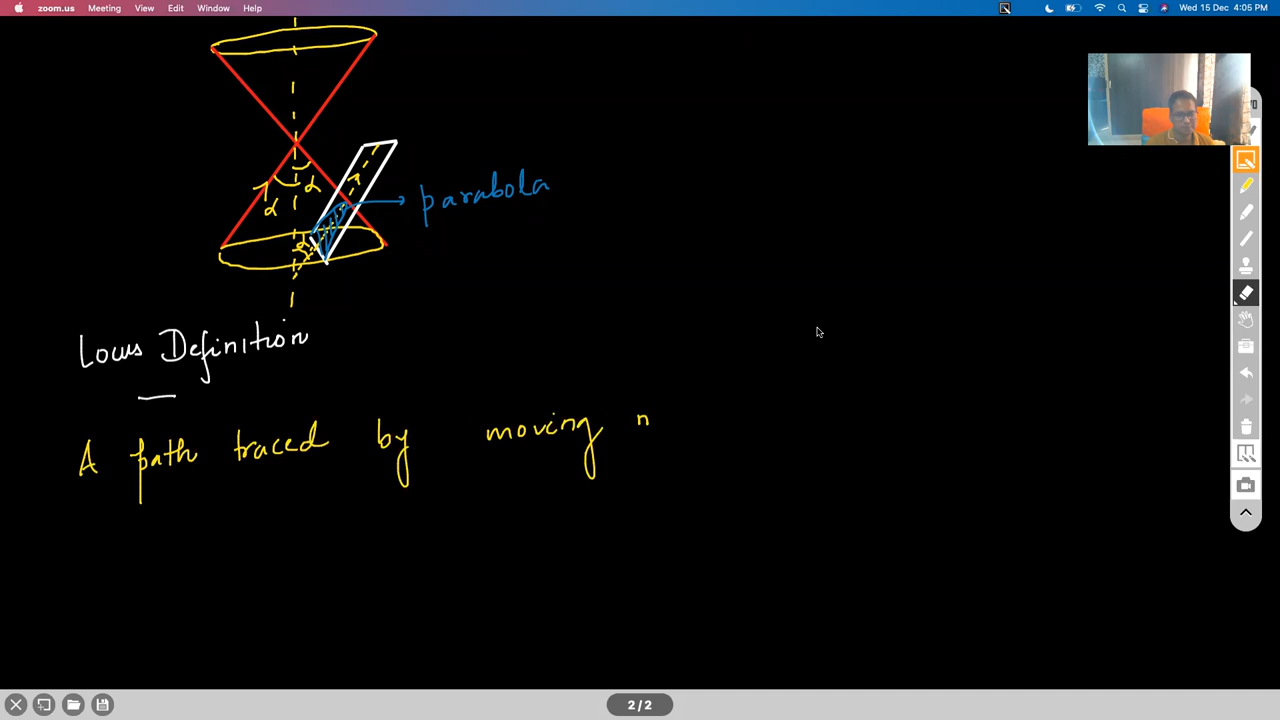 zoom.us Meeting View Edit Window Help Wed 15 Dec 4:05 PM
α α
α
parabola
Locus Definition
A path traced by moving
2/2